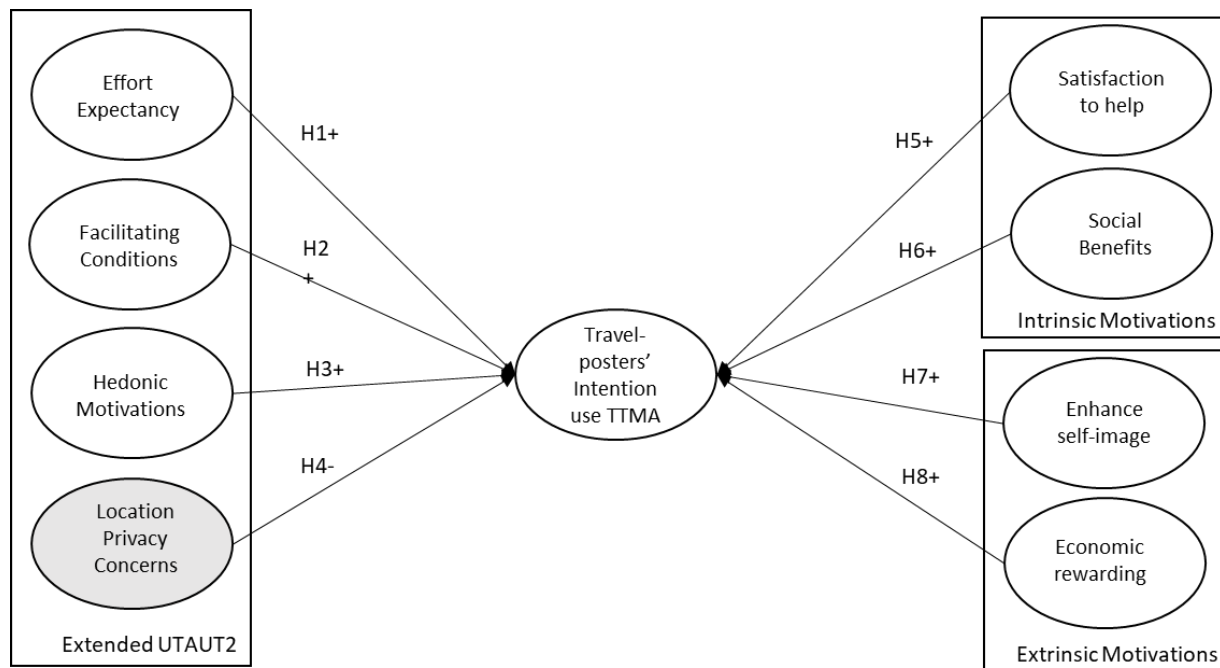 Effort
Expectancy
H1+
Facilitating
Conditions
H2
+
Hedonic
Motivations
H3+
Location
Privacy
Concerns
H4-
Extended UTAUT2
Travel-
posters’
Intention
use TTMA
Satisfaction
to help
H5+
Social
Benefits
H6+
Intrinsic Motivations
Enhance
self-image
H7+
Economic
rewarding
H8+
Extrinsic Motivations